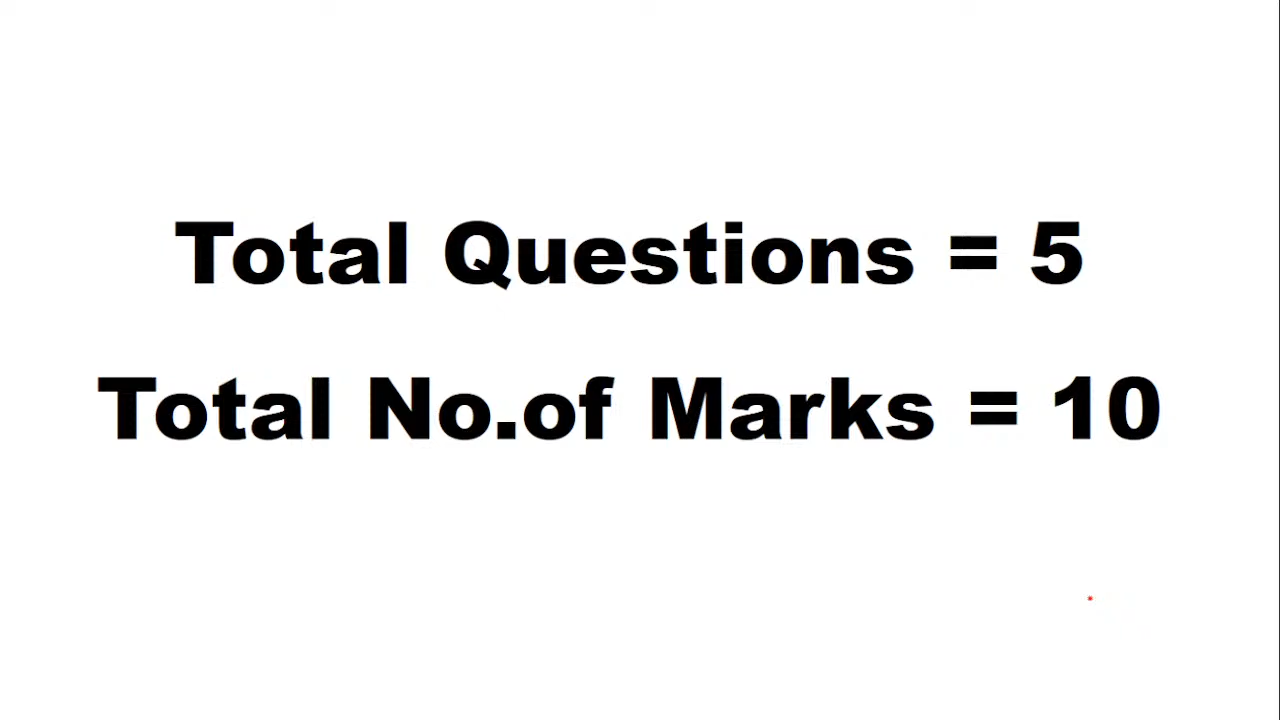 Total Questions = 5
Total No.of Marks = 10